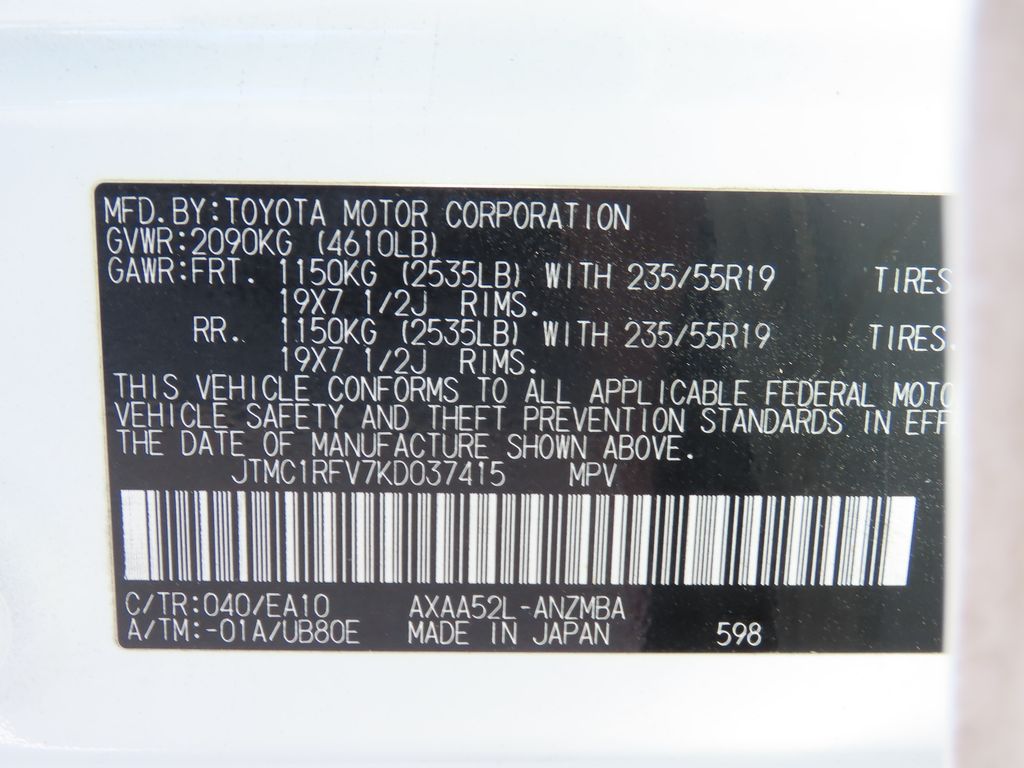 MFD.BY:TOYOTA MOTOR CORPORATION
GVWR:2090KG (4610LB)
GAWR:FRT. 1150KG (2535LB) WITH 235/55R19 TIRES
19X7 1/2J RIMS.
RR. 1150KG (2535LB) WITH 235/55R19 TIRES.
19X7 1/2J RIMS.
THIS VEHICLE CONFORMS TO ALL APPLICABLE FEDERAL MOTO
VEHICLE SAFETY AND THEFT PREVENTION STANDARDS IN EFF
THE DATE OF MANUFACTURE SHOWN ABOVE.
JTMC1RFV7KD037415 MPV
C/TR:040/EA10 AXAA52L-ANZMBA
A/TM:-01A/UB80E MADE IN JAPAN 598